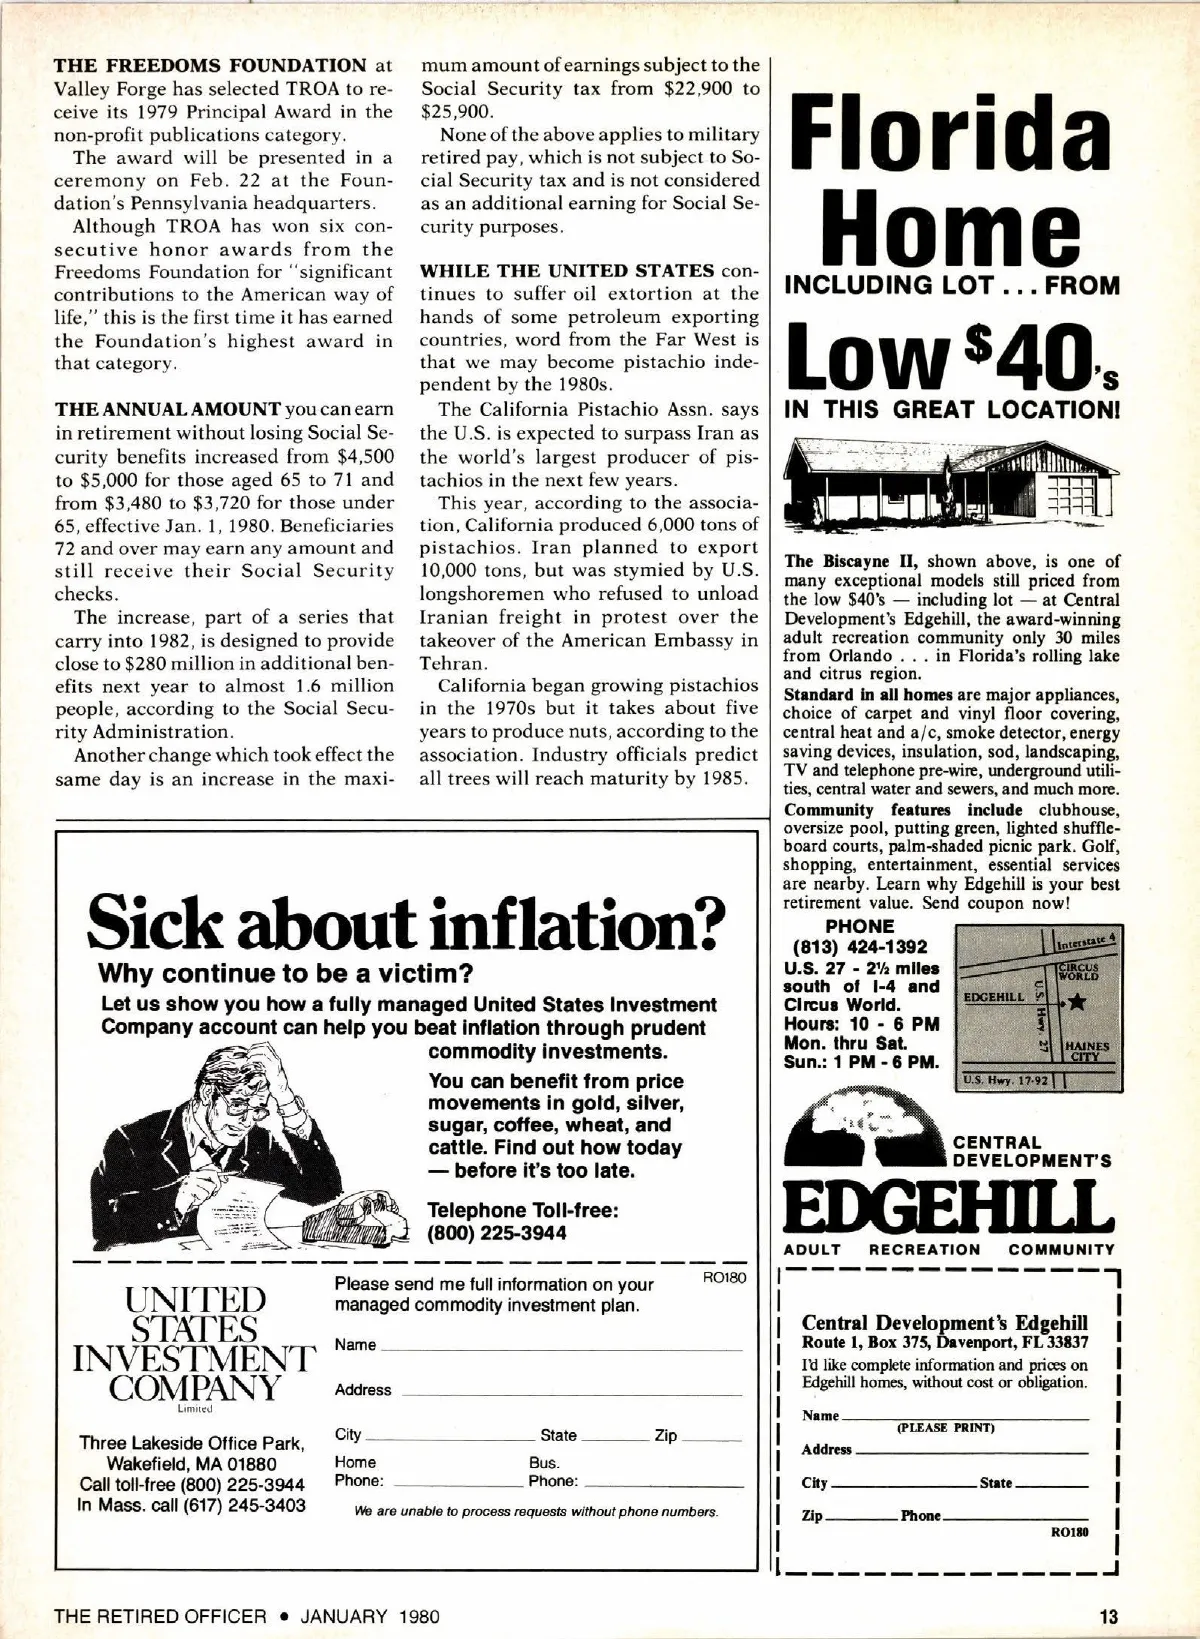 THE FREEDOMS FOUNDATION at
Valley Forge has selected TROA to re-
ceive its 1979 Principal Award in the
non-profit publications category.
The award will be presented in a
ceremony on Feb. 22 at the Foun-
dation's Pennsylvania headquarters.
Although TROA has won six con-
secutive honor awards from the
Freedoms Foundation for "significant
contributions to the American way of
life," this is the first time it has earned
the Foundation's highest award in
that category.
THE ANNUAL AMOUNT you can earn
in retirement without losing Social Se-
curity benefits increased from $4,500
to $5,000 for those aged 65 to 71 and
from $3,480 to $3,720 for those under
65, effective Jan. 1, 1980. Beneficiaries
72 and over may earn any amount and
still receive their Social Security
checks.
The increase, part of a series that
carry into 1982, is designed to provide
close to $280 million in additional ben-
efits next year to almost 1.6 million
people, according to the Social Secu-
rity Administration.
Another change which took effect the
same day is an increase in the maxi-
mum amount of earnings subject to the
Social Security tax from $22,900 to
$25,900.
None of the above applies to military
retired pay, which is not subject to So-
cial Security tax and is not considered
as an additional earning for Social Se-
curity purposes.
WHILE THE UNITED STATES con-
tinues to suffer oil extortion at the
hands of some petroleum exporting
countries, word from the Far West is
that we may become pistachio inde-
pendent by the 1980s.
The California Pistachio Assn. says
the U.S. is expected to surpass Iran as
the world's largest producer of pis-
tachios in the next few years.
This year, according to the associa-
tion, California produced 6,000 tons of
pistachios. Iran planned to export
10,000 tons, but was stymied by U.S.
longshoremen who refused to unload
Iranian freight in protest over the
takeover of the American Embassy in
Tehran.
California began growing pistachios
in the 1970s but it takes about five
years to produce nuts, according to the
association. Industry officials predict
all trees will reach maturity by 1985.
Sick about inflation?
Why continue to be a victim?
Let us show you how a fully managed United States Investment
Company account can help you beat inflation through prudent
commodity investments.
You can benefit from price
movements in gold, silver,
sugar, coffee, wheat, and
cattle. Find out how today
— before it's too late.
Telephone Toll-free:
(800) 225-3944
UNITED
STATES
INVESTMENT
COMPANY
Limited
Three Lakeside Office Park,
Wakefield, MA 01880
Call toll-free (800) 225-3944
In Mass. call (617) 245-3403
Please send me full information on your RO180
managed commodity investment plan.
Name
Address
City State Zip
Home Bus.
Phone: Phone:
We are unable to process requests without phone numbers.
Florida
Home
INCLUDING LOT . . . FROM
Low $40's
IN THIS GREAT LOCATION!
The Biscayne II, shown above, is one of
many exceptional models still priced from
the low $40's — including lot — at Central
Development's Edgehill, the award-winning
adult recreation community only 30 miles
from Orlando . . . in Florida's rolling lake
and citrus region.
Standard in all homes are major appliances,
choice of carpet and vinyl floor covering,
central heat and a/c, smoke detector, energy
saving devices, insulation, sod, landscaping,
TV and telephone pre-wire, underground utili-
ties, central water and sewers, and much more.
Community features include clubhouse,
oversize pool, putting green, lighted shuffle-
board courts, palm-shaded picnic park. Golf,
shopping, entertainment, essential services
are nearby. Learn why Edgehill is your best
retirement value. Send coupon now!
PHONE
(813) 424-1392
U.S. 27 - 2½ miles
south of I-4 and
Circus World.
Hours: 10 - 6 PM
Mon. thru Sat.
Sun.: 1 PM - 6 PM.
Interstate 4
CIRCUS
WORLD
EDGEHILL
U.S. Hwy. 27
HAINES
CITY
U.S. Hwy. 17-92
CENTRAL
DEVELOPMENT'S
EDGEHILL
ADULT RECREATION COMMUNITY
Central Development's Edgehill
Route 1, Box 375, Davenport, FL 33837
I'd like complete information and prices on
Edgehill homes, without cost or obligation.
Name
(PLEASE PRINT)
Address
City State
Zip Phone
RO180
THE RETIRED OFFICER • JANUARY 1980
13